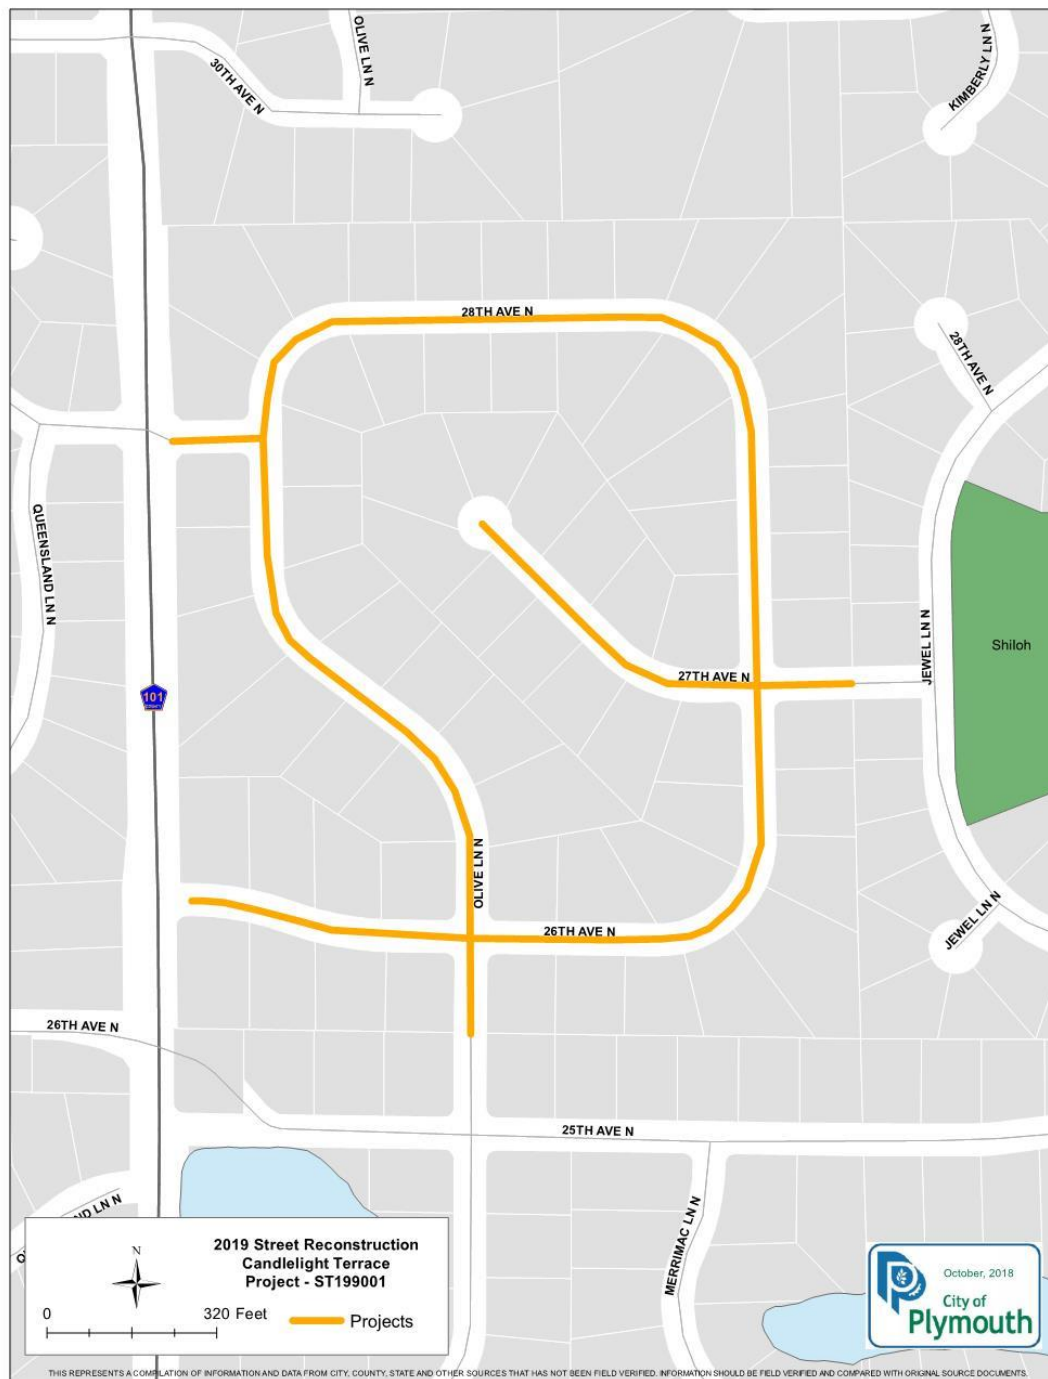 OLIVE LN N
KIMBERLY LN N
30TH AVE N
28TH AVE N
28TH AVE N
QUEENSLAND LN N
JEWEL LN N
Shiloh
27TH AVE N
101
COUNTY
OLIVE LN N
26TH AVE N
JEWEL LN N
26TH AVE N
25TH AVE N
ND LN N
MERRIMAC LN N
N
2019 Street Reconstruction
Candlelight Terrace
Project - ST199001
0 320 Feet
Projects
October, 2018
City of
Plymouth
THIS REPRESENTS A COMPILATION OF INFORMATION AND DATA FROM CITY, COUNTY, STATE AND OTHER SOURCES THAT HAS NOT BEEN FIELD VERIFIED. INFORMATION SHOULD BE FIELD VERIFIED AND COMPARED WITH ORIGINAL SOURCE DOCUMENTS.